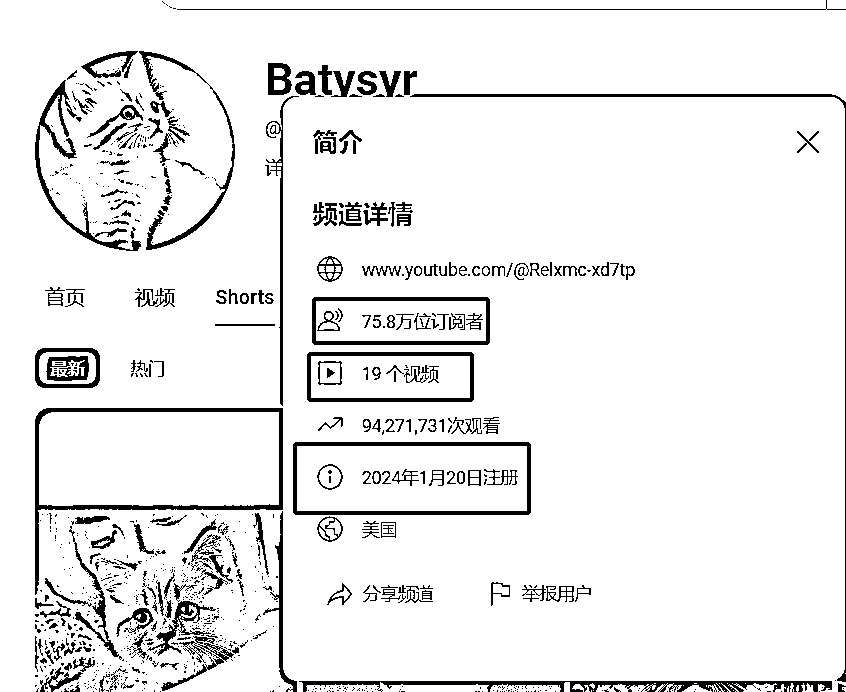 Batysyr
@
详
简介
频道详情
www.youtube.com/@Relxmc-xd7tp
首页 视频 Shorts
75.8万位订阅者
最新 热门
19 个视频
94,271,731次观看
2024年1月20日注册
美国
分享频道 举报用户